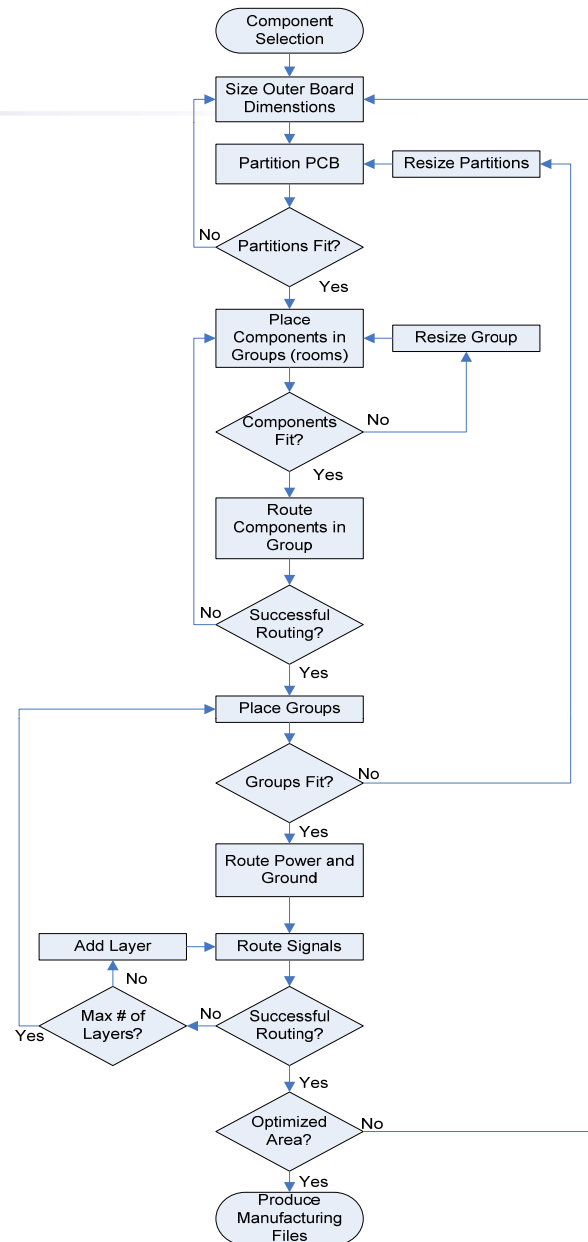 Component
Selection
Size Outer Board
Dimenstions
Partition PCB
Resize Partitions
No
Partitions Fit?
Yes
Place
Components in
Groups (rooms)
Resize Group
No
Components
Fit?
Yes
Route
Components in
Group
No
Successful
Routing?
Yes
Place Groups
No
Groups Fit?
Yes
Route Power and
Ground
Add Layer
Route Signals
No
No
Max # of
Layers?
Successful
Routing?
Yes
Yes
No
Optimized
Area?
Yes
Produce
Manufacturing
Files